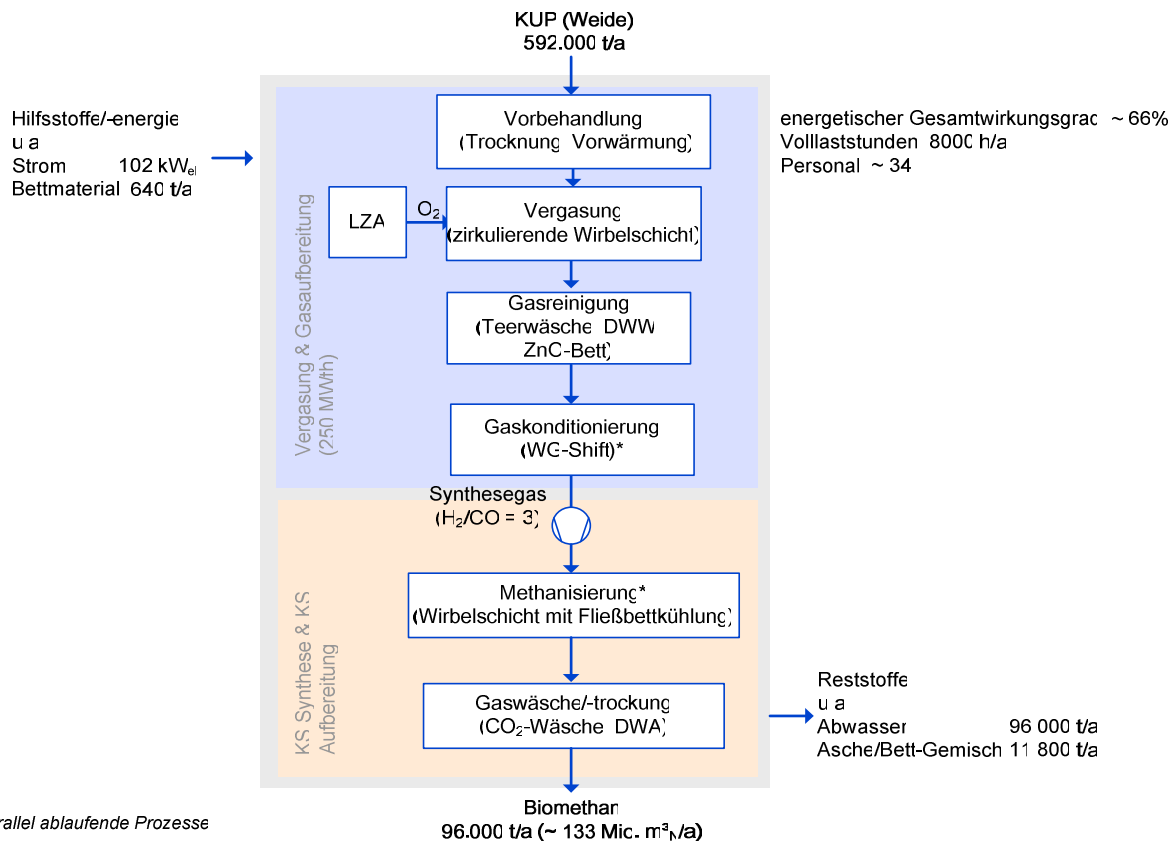 KUP (Weide)
592.000 t/a
Hilfsstoffe/-energie
u a
Strom 102 kWel
Bettmaterial 640 t/a
Vorbehandlung
(Trocknung Vorwärmung)
energetischer Gesamtwirkungsgrad ~ 66%
Volllaststunden 8000 h/a
Personal ~ 34
LZA
O2
Vergasung
(zirkulierende Wirbelschicht)
Gasreinigung
(Teerwäsche DWW
ZnO-Bett)
Gaskonditionierung
(WG-Shift)*
Vergasung & Gasaufbereitung
(250 MWth)
Synthesegas
(H2/CO = 3)
Methanisierung*
(Wirbelschicht mit Fließbettkühlung)
Gaswäsche/-trockung
(CO2-Wäsche DWA)
KS Synthese & KS
Aufbereitung
Reststoffe
u a
Abwasser 96 000 t/a
Asche/Bett-Gemisch 11 800 t/a
Biomethan
96.000 t/a (~ 133 Mio. m³N/a)
rallel ablaufende Prozesse